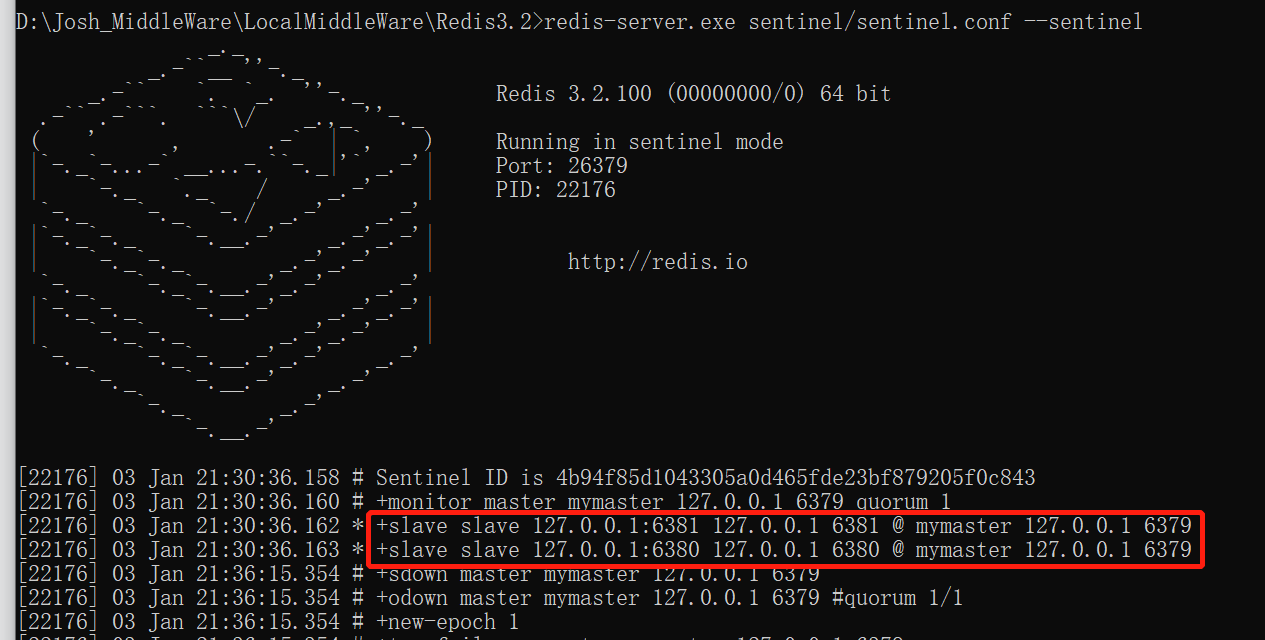 D:\Josh_MiddleWare\LocalMiddleWare\Redis3.2>redis-server.exe sentinel/sentinel.conf --sentinel
Redis 3.2.100 (00000000/0) 64 bit
Running in sentinel mode
Port: 26379
PID: 22176
http://redis.io
[22176] 03 Jan 21:30:36.158 # Sentinel ID is 4b94f85d1043305a0d465fde23bf879205f0c843
[22176] 03 Jan 21:30:36.160 # +monitor master mymaster 127.0.0.1 6379 quorum 1
[22176] 03 Jan 21:30:36.162 * +slave slave 127.0.0.1:6381 127.0.0.1 6381 @ mymaster 127.0.0.1 6379
[22176] 03 Jan 21:30:36.163 * +slave slave 127.0.0.1:6380 127.0.0.1 6380 @ mymaster 127.0.0.1 6379
[22176] 03 Jan 21:36:15.354 # +sdown master mymaster 127.0.0.1 6379
[22176] 03 Jan 21:36:15.354 # +odown master mymaster 127.0.0.1 6379 #quorum 1/1
[22176] 03 Jan 21:36:15.354 # +new-epoch 1